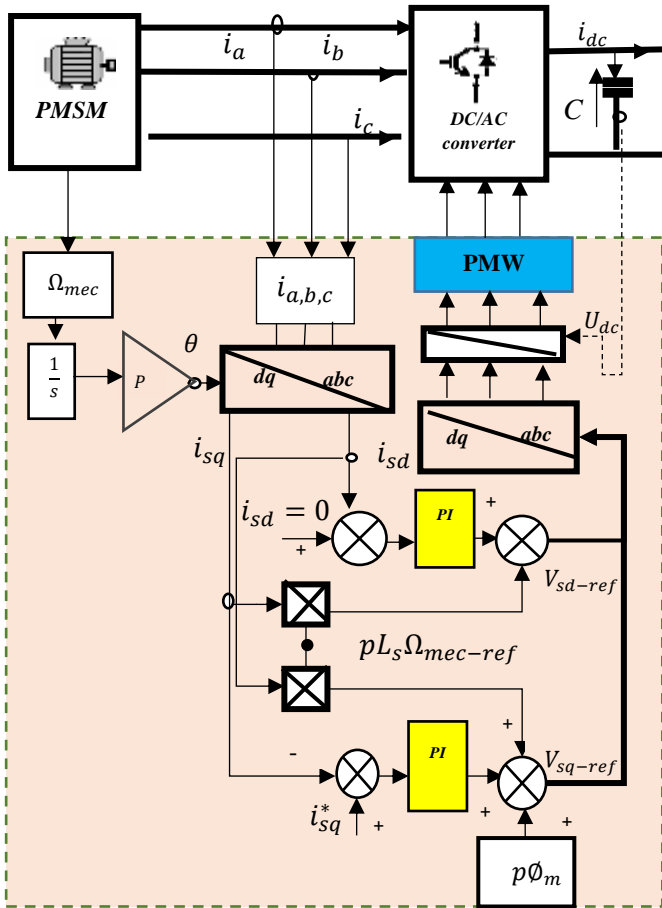 PMSM
i_a
i_b
i_c
DC/AC
converter
i_dc
C
Ω_mec
i_a,b,c
PMW
U_dc
1
s
P
θ
dq
abc
dq
abc
i_sq
i_sd
i_sd = 0
+
PI
+
V_sd−ref
pL_sΩ_mec−ref
-
i*_sq
+
PI
+
+
V_sq−ref
+
pØ_m